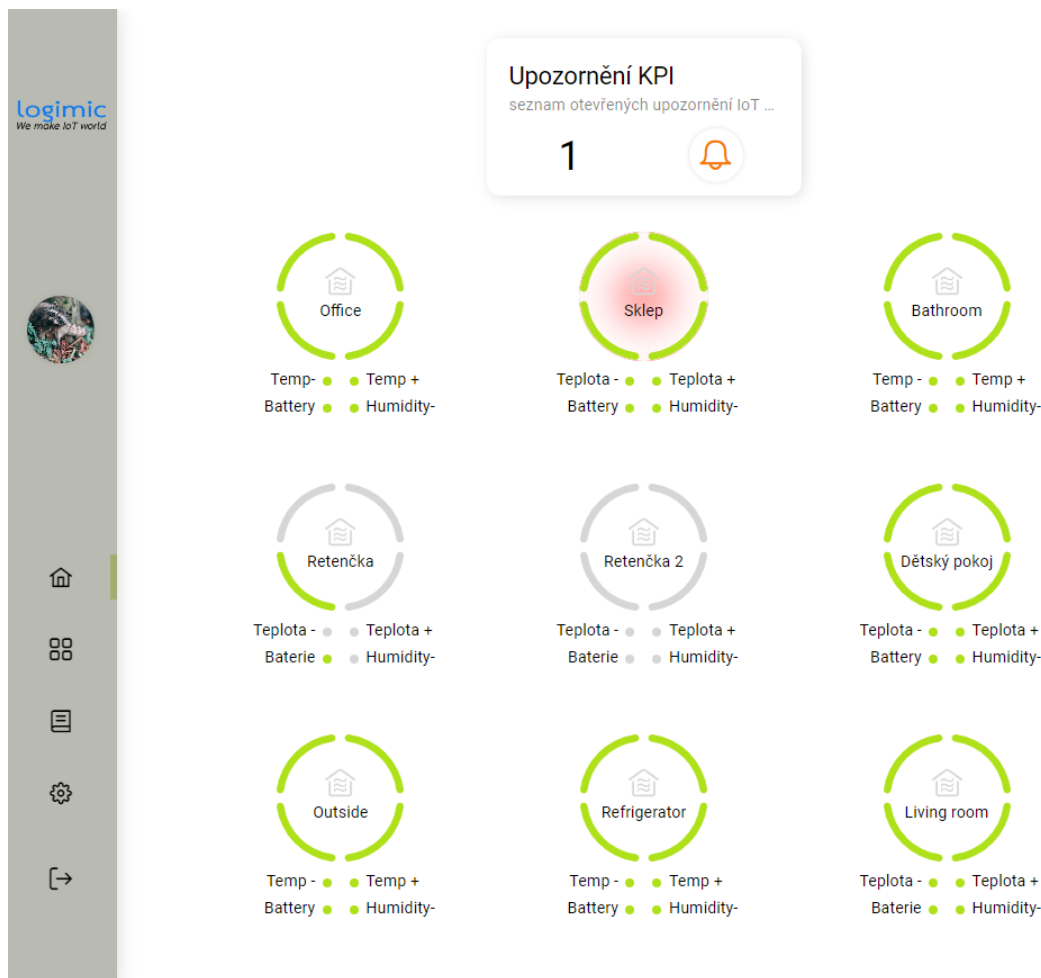 logimic
We make IoT world
Upozornění KPI
seznam otevřených upozornění IoT ...
1
Office
Temp- Temp +
Battery Humidity-
Sklep
Teplota - Teplota +
Battery Humidity-
Bathroom
Temp - Temp +
Battery Humidity-
Retenčka
Teplota - Teplota +
Baterie Humidity-
Retenčka 2
Teplota - Teplota +
Baterie Humidity-
Dětský pokoj
Teplota - Teplota +
Battery Humidity-
Outside
Temp - Temp +
Battery Humidity-
Refrigerator
Temp - Temp +
Battery Humidity-
Living room
Teplota - Teplota +
Baterie Humidity-